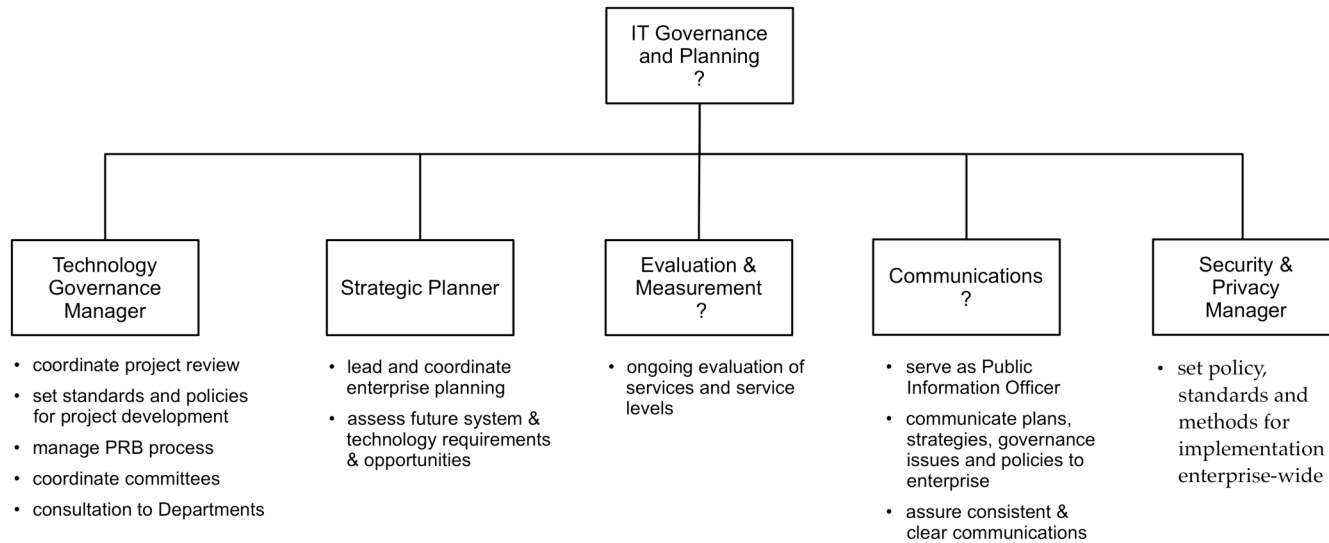 IT Governance
and Planning
?
Technology
Governance
Manager
• coordinate project review
• set standards and policies
for project development
• manage PRB process
• coordinate committees
• consultation to Departments
Strategic Planner
• lead and coordinate
enterprise planning
• assess future system &
technology requirements
& opportunities
Evaluation &
Measurement
?
• ongoing evaluation of
services and service
levels
Communications
?
• serve as Public
Information Officer
• communicate plans,
strategies, governance
issues and policies to
enterprise
• assure consistent &
clear communications
Security &
Privacy
Manager
• set policy,
standards and
methods for
implementation
enterprise-wide